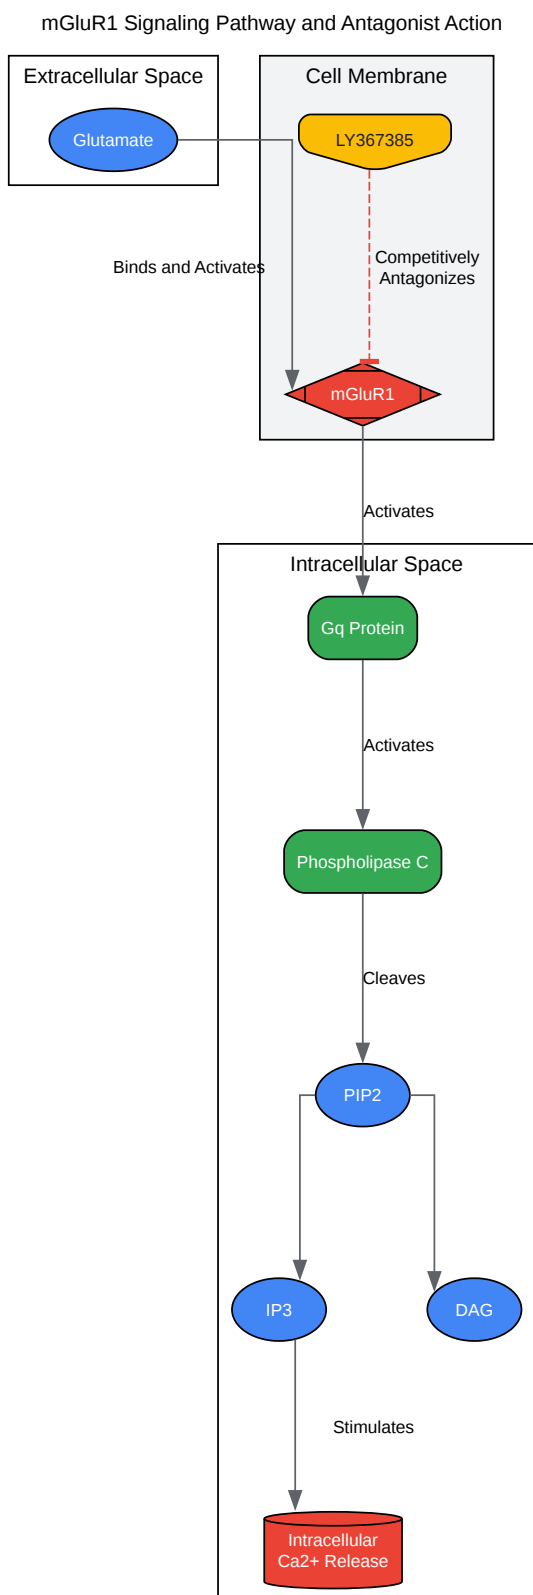 mGluR1 Signaling Pathway and Antagonist Action
Extracellular Space
Cell Membrane
Glutamate
LY367385
Binds and Activates
Competitively
Antagonizes
mGluR1
Activates
Intracellular Space
Gq Protein
Activates
Phospholipase C
Cleaves
PIP2
IP3
DAG
Stimulates
Intracellular
Ca2+ Release